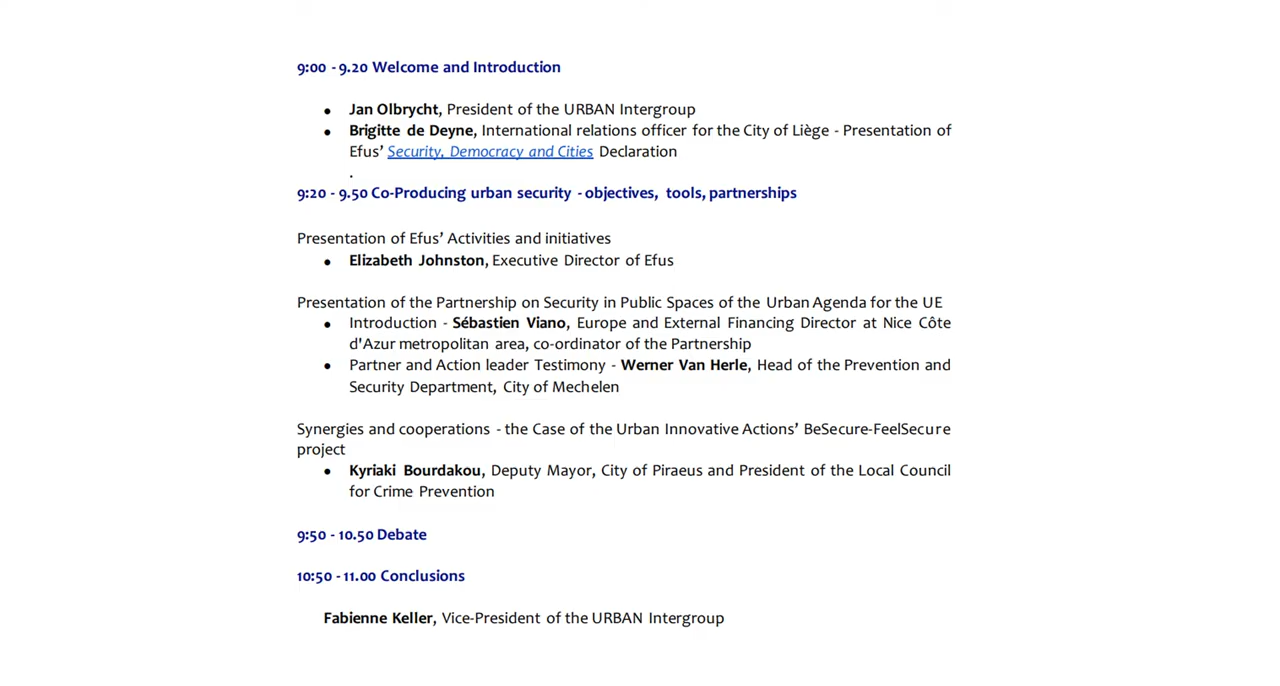 9:00 - 9.20 Welcome and Introduction
• Jan Olbrycht, President of the URBAN Intergroup
• Brigitte de Deyne, International relations officer for the City of Liège - Presentation of
Efus’ Security, Democracy and Cities Declaration
.
9:20 - 9.50 Co-Producing urban security - objectives, tools, partnerships
Presentation of Efus’ Activities and initiatives
• Elizabeth Johnston, Executive Director of Efus
Presentation of the Partnership on Security in Public Spaces of the Urban Agenda for the UE
• Introduction - Sébastien Viano, Europe and External Financing Director at Nice Côte
d'Azur metropolitan area, co-ordinator of the Partnership
• Partner and Action leader Testimony - Werner Van Herle, Head of the Prevention and
Security Department, City of Mechelen
Synergies and cooperations - the Case of the Urban Innovative Actions’ BeSecure-FeelSecure
project
• Kyriaki Bourdakou, Deputy Mayor, City of Piraeus and President of the Local Council
for Crime Prevention
9:50 - 10.50 Debate
10:50 - 11.00 Conclusions
Fabienne Keller, Vice-President of the URBAN Intergroup